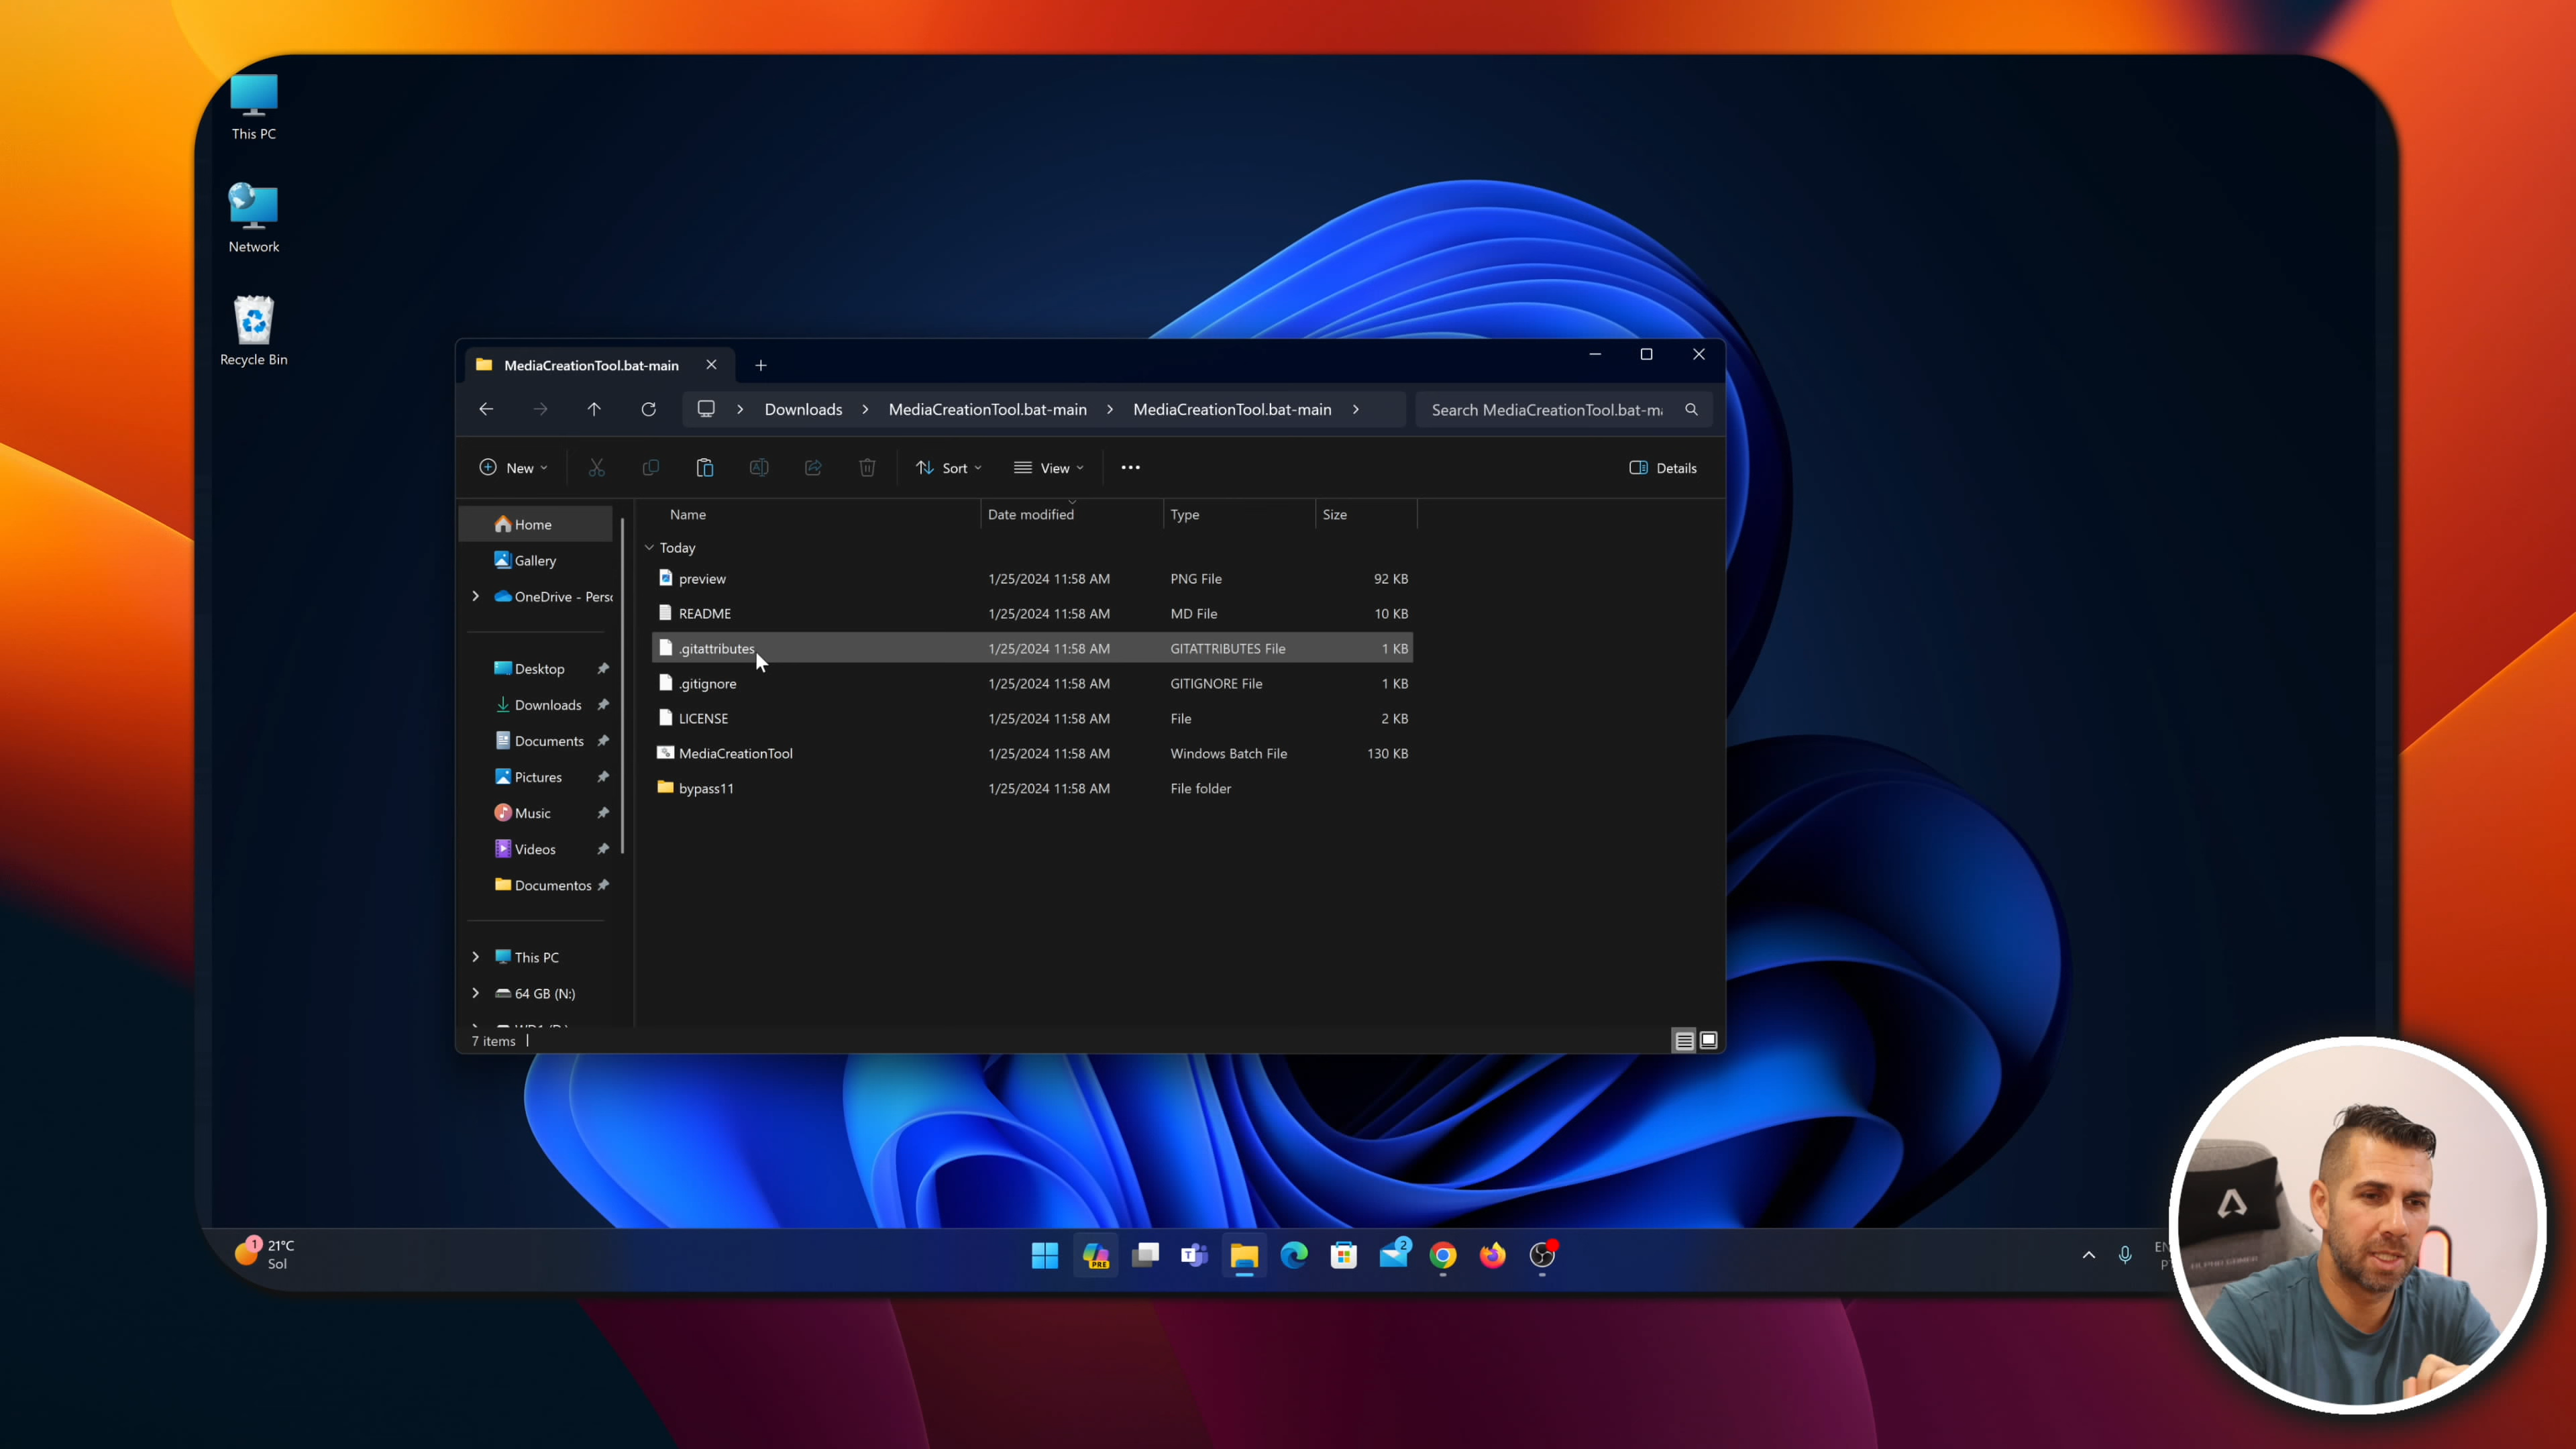 This PC
Network
Recycle Bin
MediaCreationTool.bat-main
Downloads MediaCreationTool.bat-main MediaCreationTool.bat-main
Search MediaCreationTool.bat-ma
New
Sort
View
Details
Name Date modified Type Size
Today
preview 1/25/2024 11:58 AM PNG File 92 KB
README 1/25/2024 11:58 AM MD File 10 KB
.gitattributes 1/25/2024 11:58 AM GITATTRIBUTES File 1 KB
.gitignore 1/25/2024 11:58 AM GITIGNORE File 1 KB
LICENSE 1/25/2024 11:58 AM File 2 KB
MediaCreationTool 1/25/2024 11:58 AM Windows Batch File 130 KB
bypass11 1/25/2024 11:58 AM File folder
Home
Gallery
OneDrive - Perso
Desktop
Downloads
Documents
Pictures
Music
Videos
Documentos
This PC
64 GB (N:)
7 items
1
21°C
Sol
PRE
2
EN